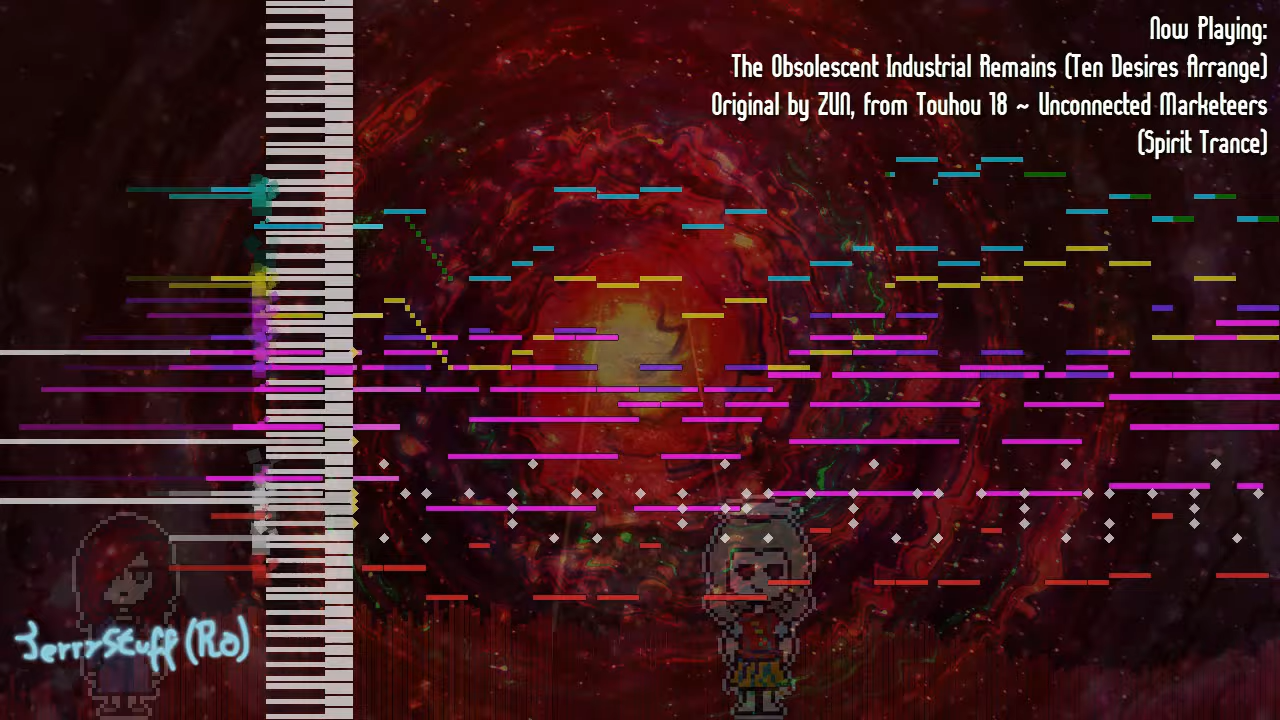 Now Playing:
The Obsolescent Industrial Remains (Ten Desires Arrange)
Original by ZUN, from Touhou 18 ~ Unconnected Marketeers
(Spirit Trance)
JerryStuff (Ra)